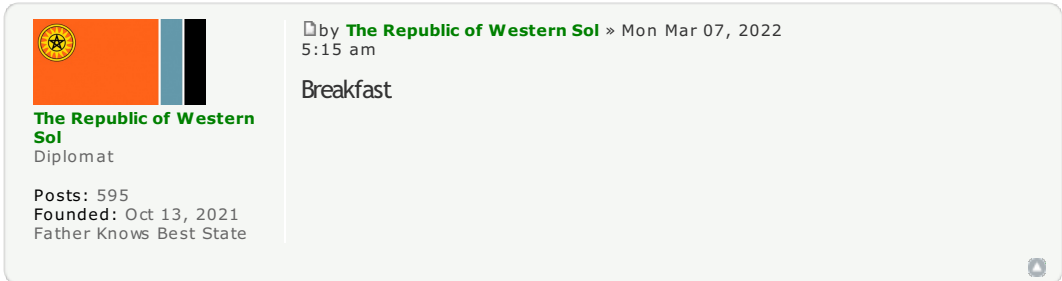 The Republic of Western
Sol
Diplomat
Posts: 595
Founded: Oct 13, 2021
Father Knows Best State
by The Republic of Western Sol » Mon Mar 07, 2022
5:15 am
Breakfast